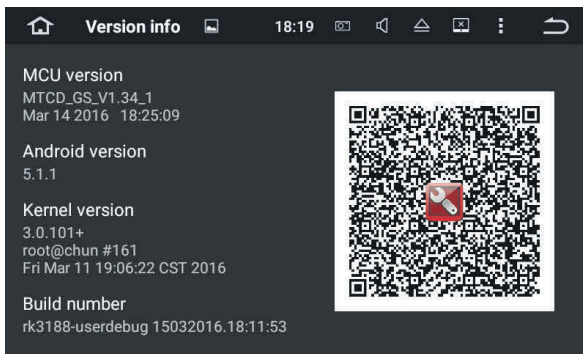 Version info 18:19
MCU version
MTCD_GS_V1.34_1
Mar 14 2016 18:25:09
Android version
5.1.1
Kernel version
3.0.101+
root@chun #161
Fri Mar 11 19:06:22 CST 2016
Build number
rk3188-userdebug 15032016.18:11:53